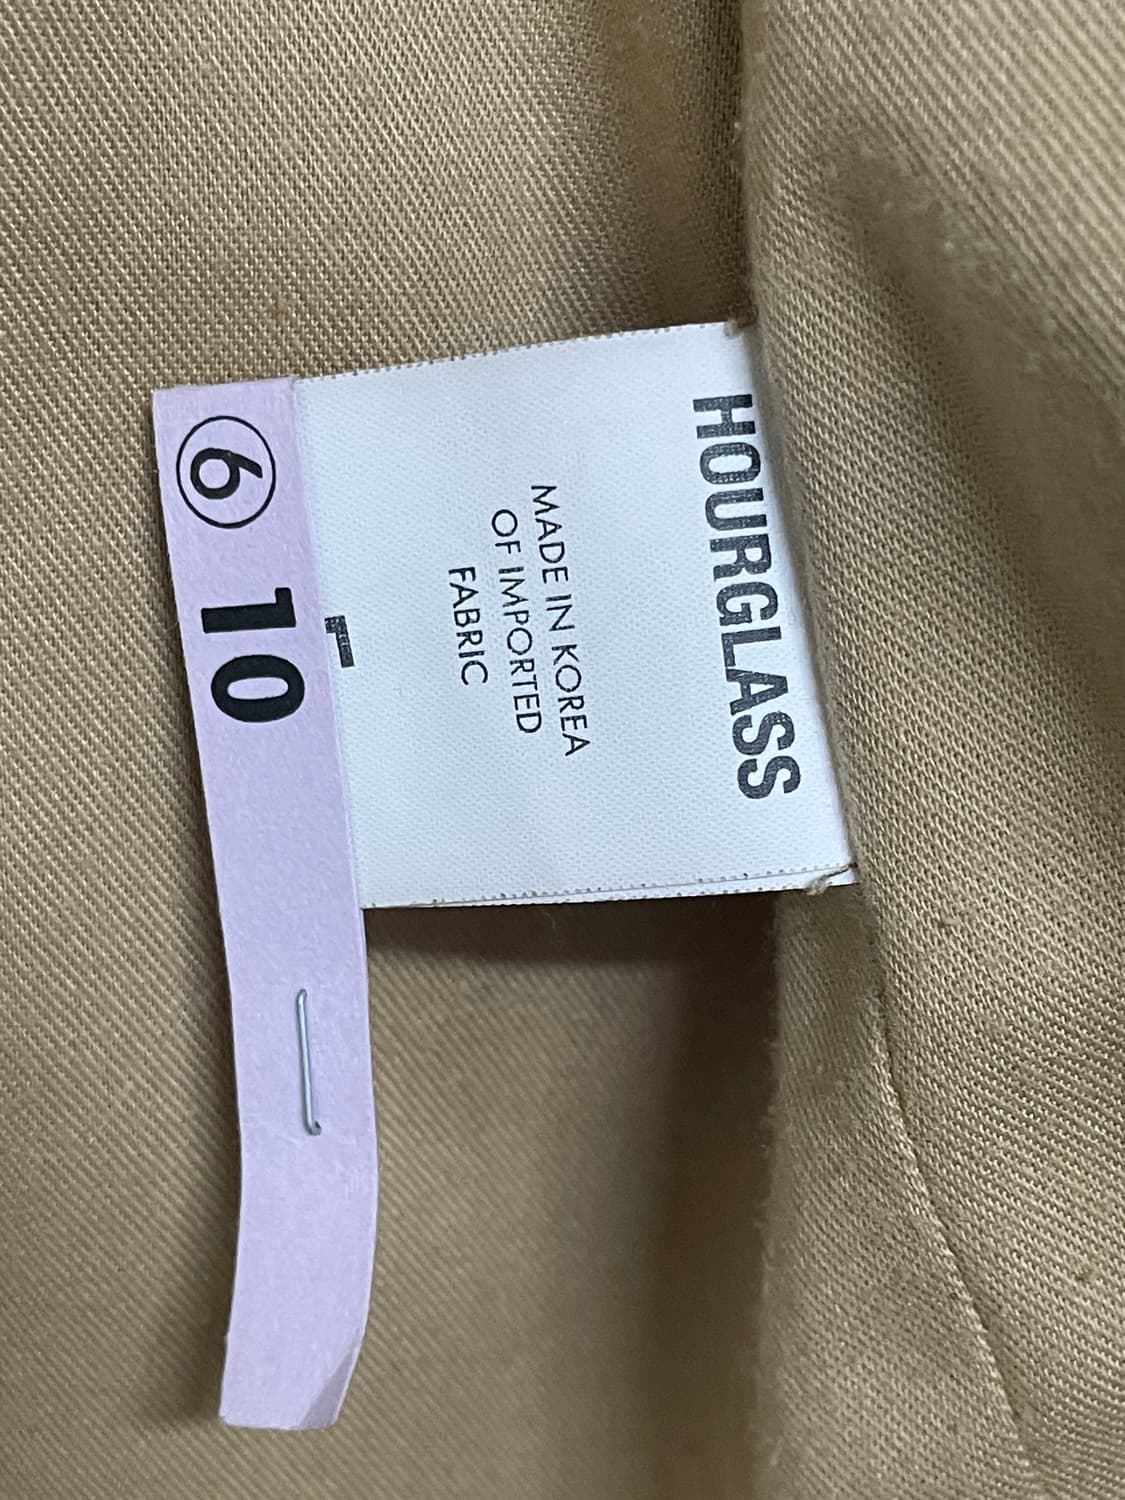 HOURGLASS
MADE IN KOREA
OF IMPORTED
FABRIC
L
⑥ 10